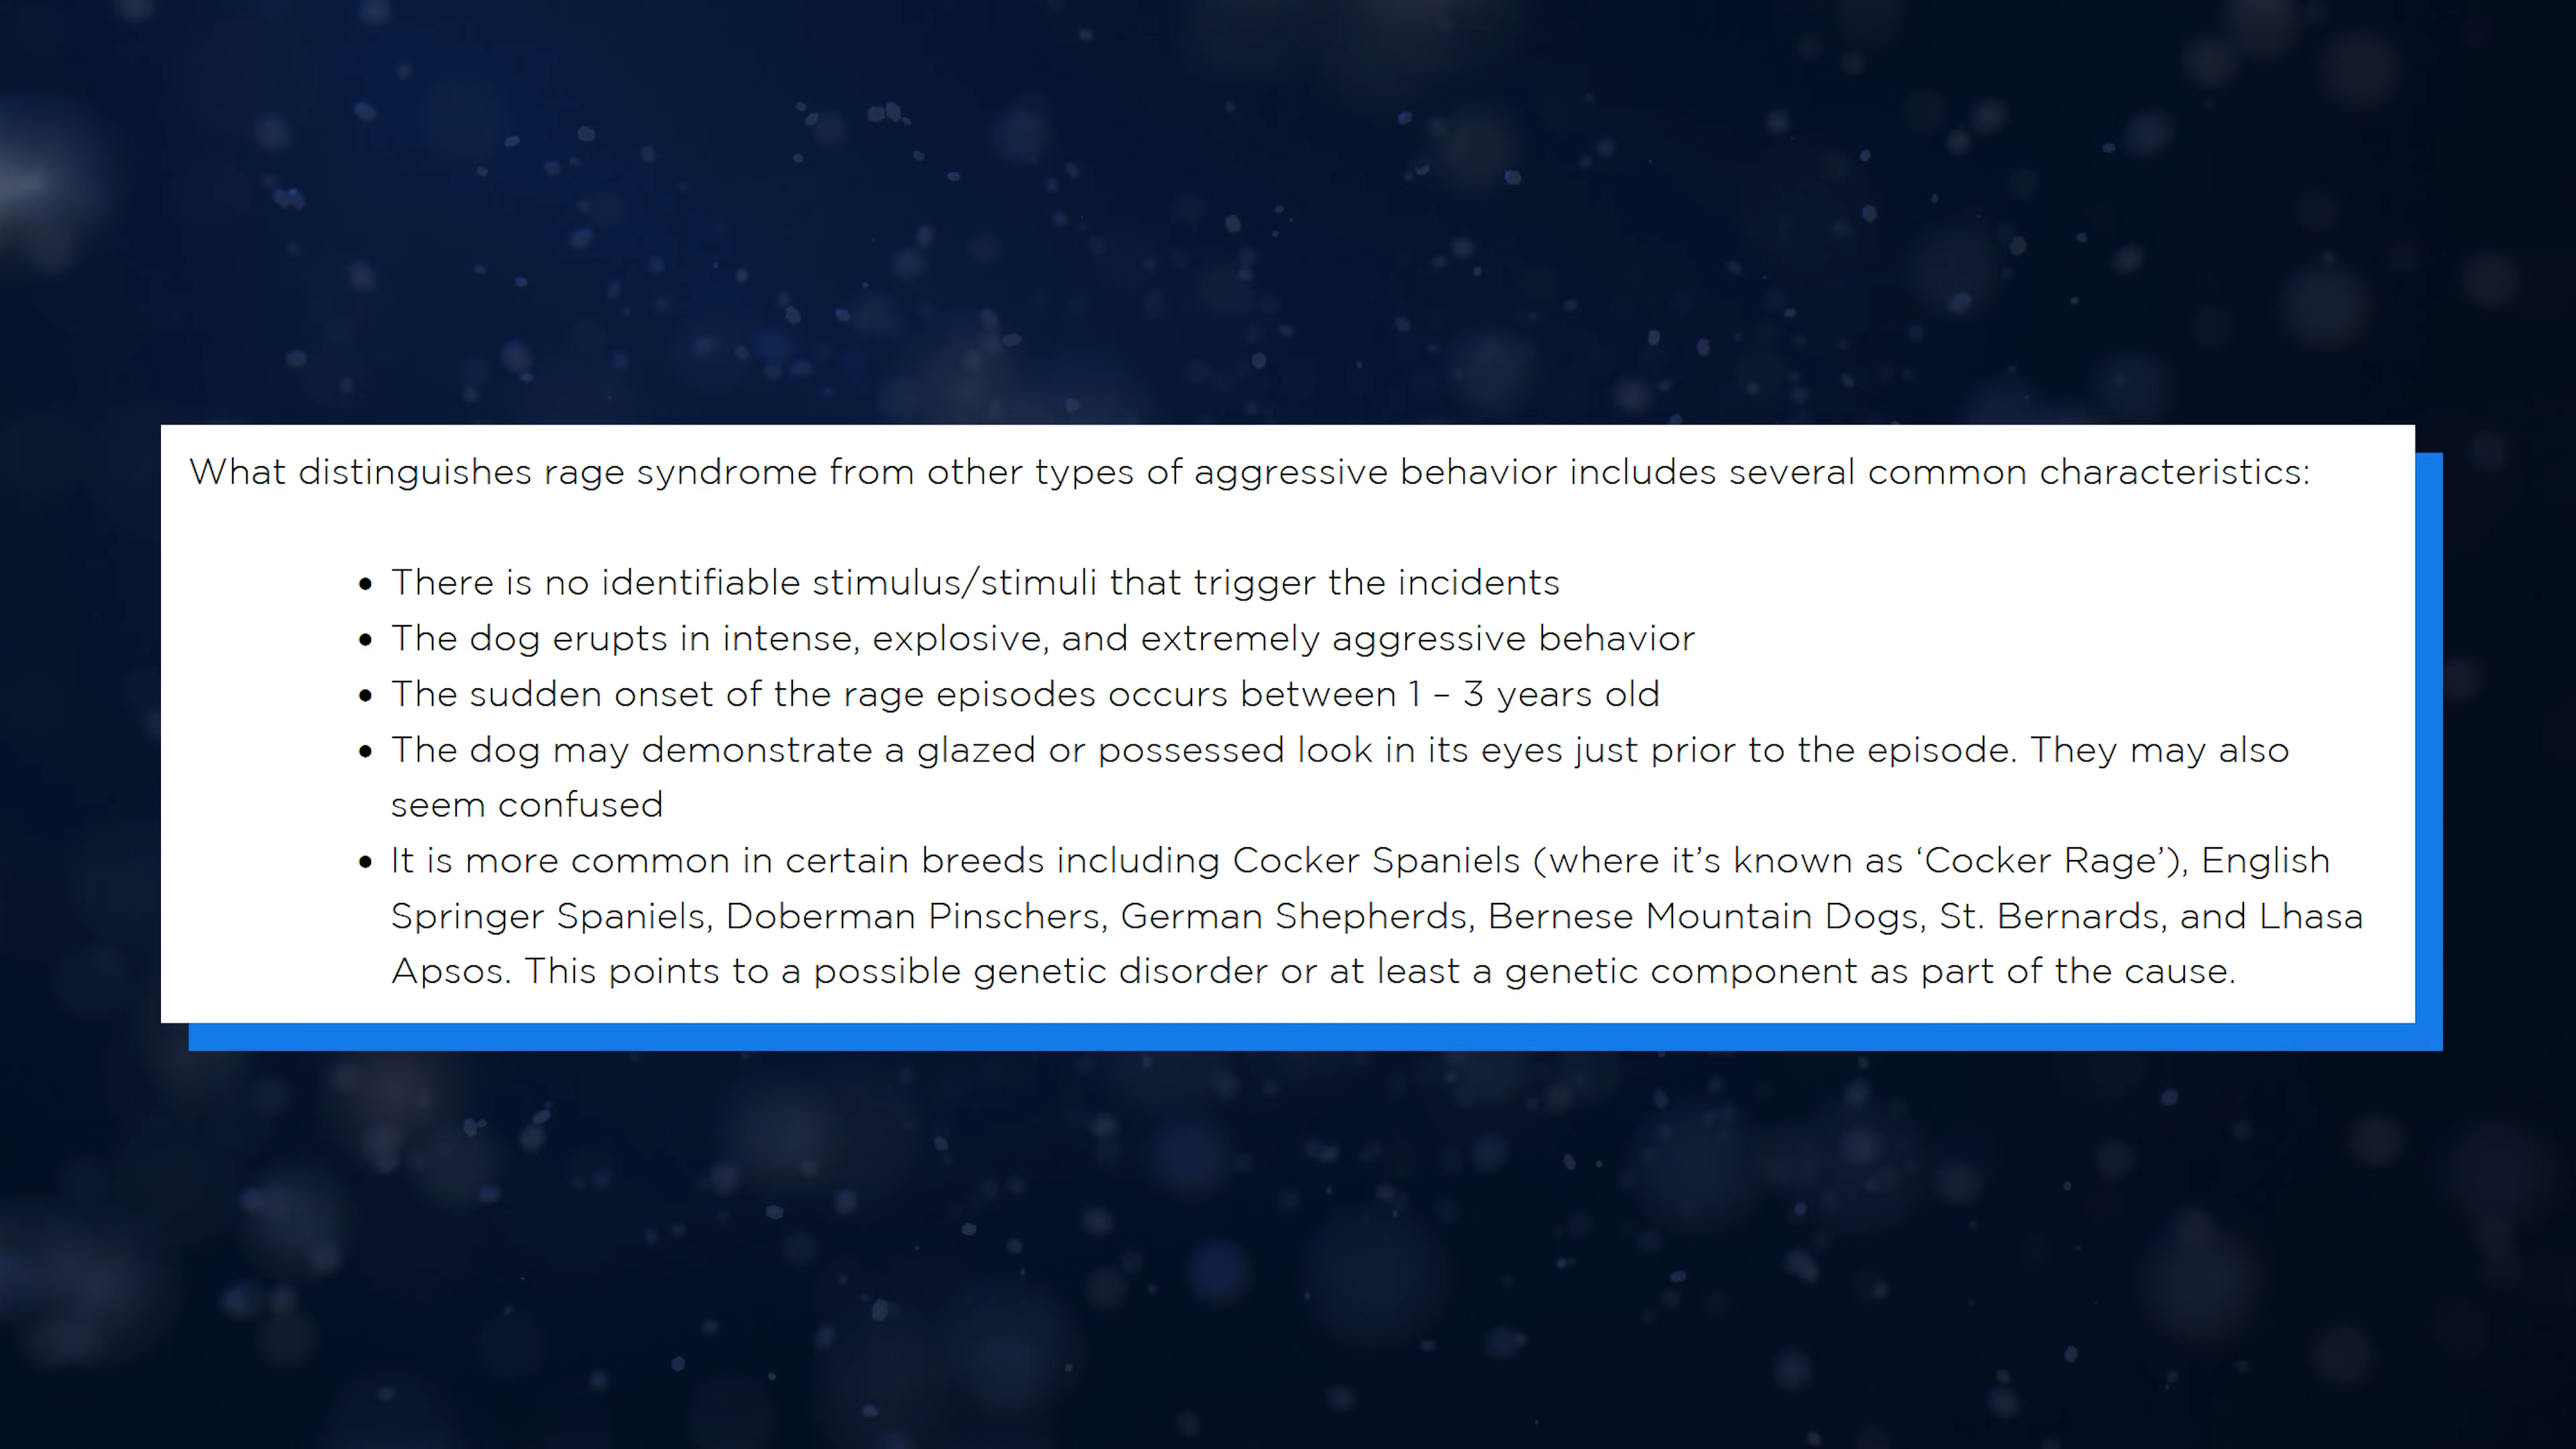 What distinguishes rage syndrome from other types of aggressive behavior includes several common characteristics:
• There is no identifiable stimulus/stimuli that trigger the incidents
• The dog erupts in intense, explosive, and extremely aggressive behavior
• The sudden onset of the rage episodes occurs between 1 – 3 years old
• The dog may demonstrate a glazed or possessed look in its eyes just prior to the episode. They may also
seem confused
• It is more common in certain breeds including Cocker Spaniels (where it’s known as ‘Cocker Rage’), English
Springer Spaniels, Doberman Pinschers, German Shepherds, Bernese Mountain Dogs, St. Bernards, and Lhasa
Apsos. This points to a possible genetic disorder or at least a genetic component as part of the cause.